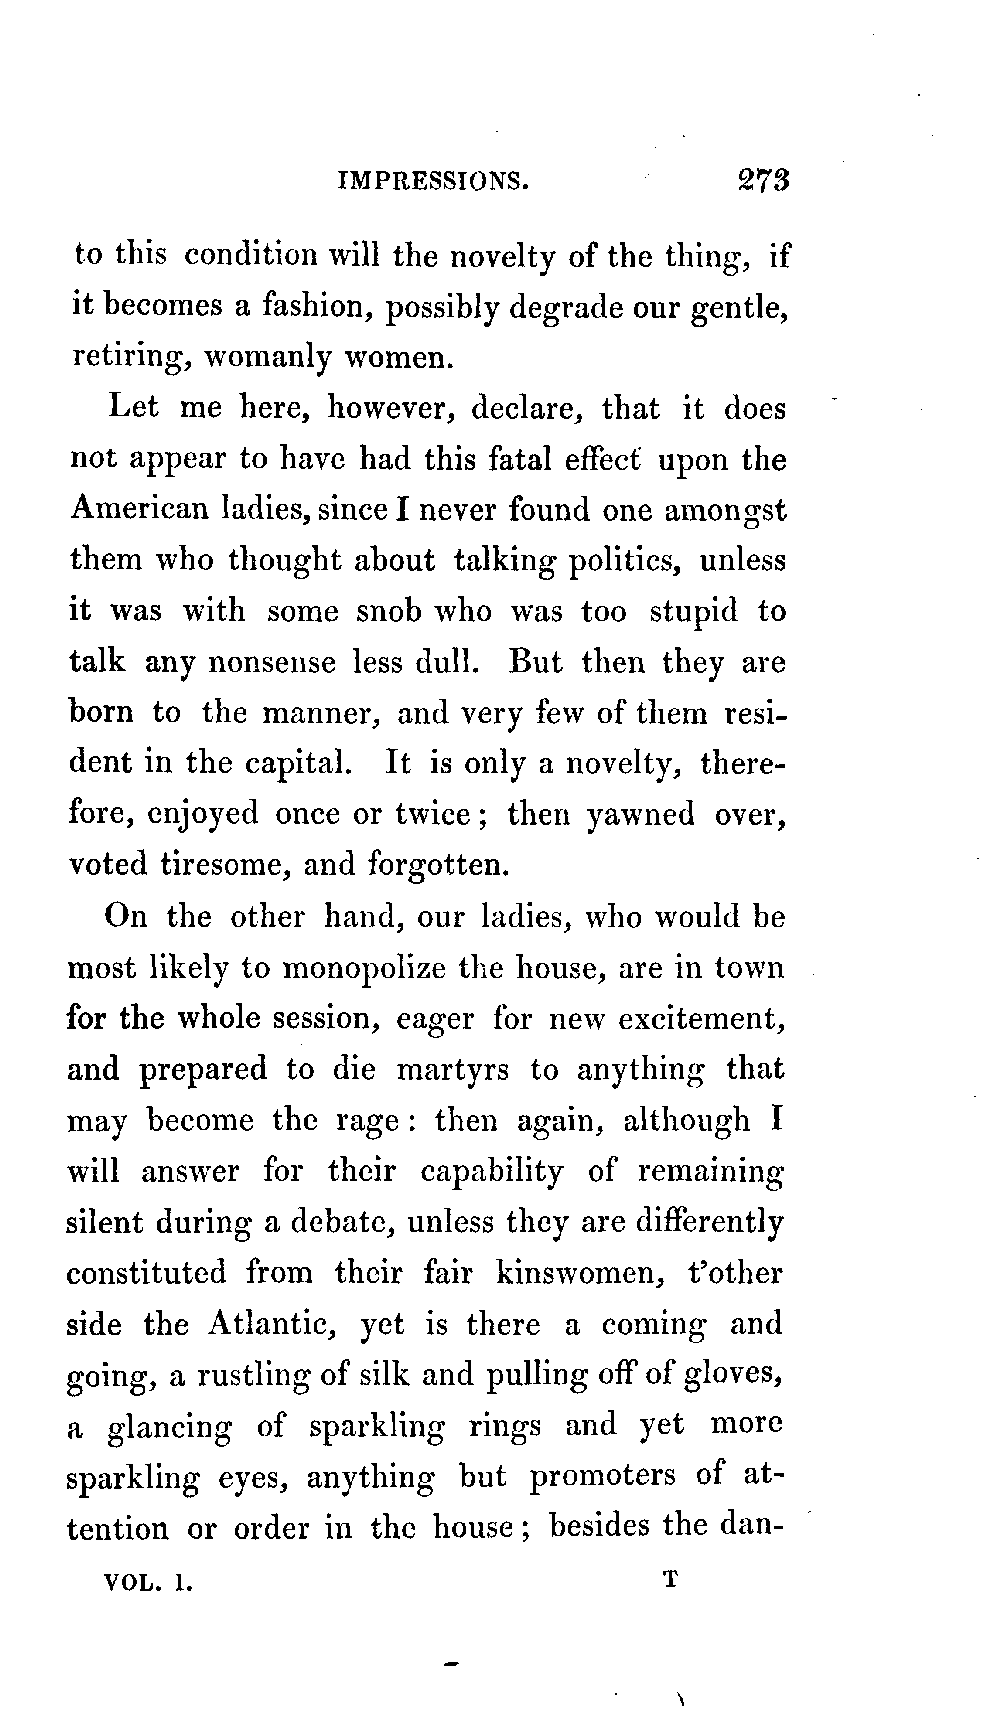 IMPRESSIONS. 273
to this condition will the novelty of the thing, if
it becomes a fashion, possibly degrade our gentle,
retiring, womanly women.
Let me here, however, declare, that it does
not appear to have had this fatal effect upon the
American ladies, since I never found one amongst
them who thought about talking politics, unless
it was with some snob who was too stupid to
talk any nonsense less dull. But then they are
born to the manner, and very few of them resi-
dent in the capital. It is only a novelty, there-
fore, enjoyed once or twice; then yawned over,
voted tiresome, and forgotten.
On the other hand, our ladies, who would be
most likely to monopolize the house, are in town
for the whole session, eager for new excitement,
and prepared to die martyrs to anything that
may become the rage: then again, although I
will answer for their capability of remaining
silent during a debate, unless they are differently
constituted from their fair kinswomen, t'other
side the Atlantic, yet is there a coming and
going, a rustling of silk and pulling off of gloves,
a glancing of sparkling rings and yet more
sparkling eyes, anything but promoters of at-
tention or order in the house; besides the dan-
VOL. I. T